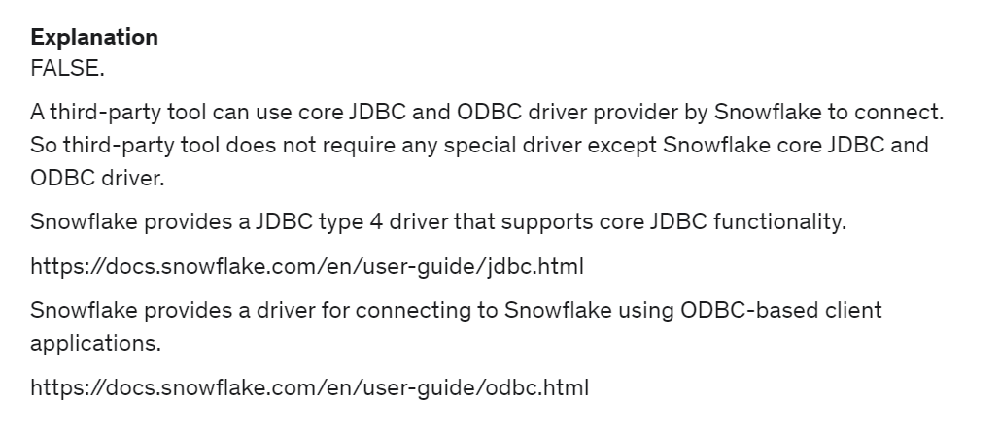 Explanation
FALSE.
A third-party tool can use core JDBC and ODBC driver provider by Snowflake to connect.
So third-party tool does not require any special driver except Snowflake core JDBC and
ODBC driver.
Snowflake provides a JDBC type 4 driver that supports core JDBC functionality.
https://docs.snowflake.com/en/user-guide/jdbc.html
Snowflake provides a driver for connecting to Snowflake using ODBC-based client
applications.
https://docs.snowflake.com/en/user-guide/odbc.html